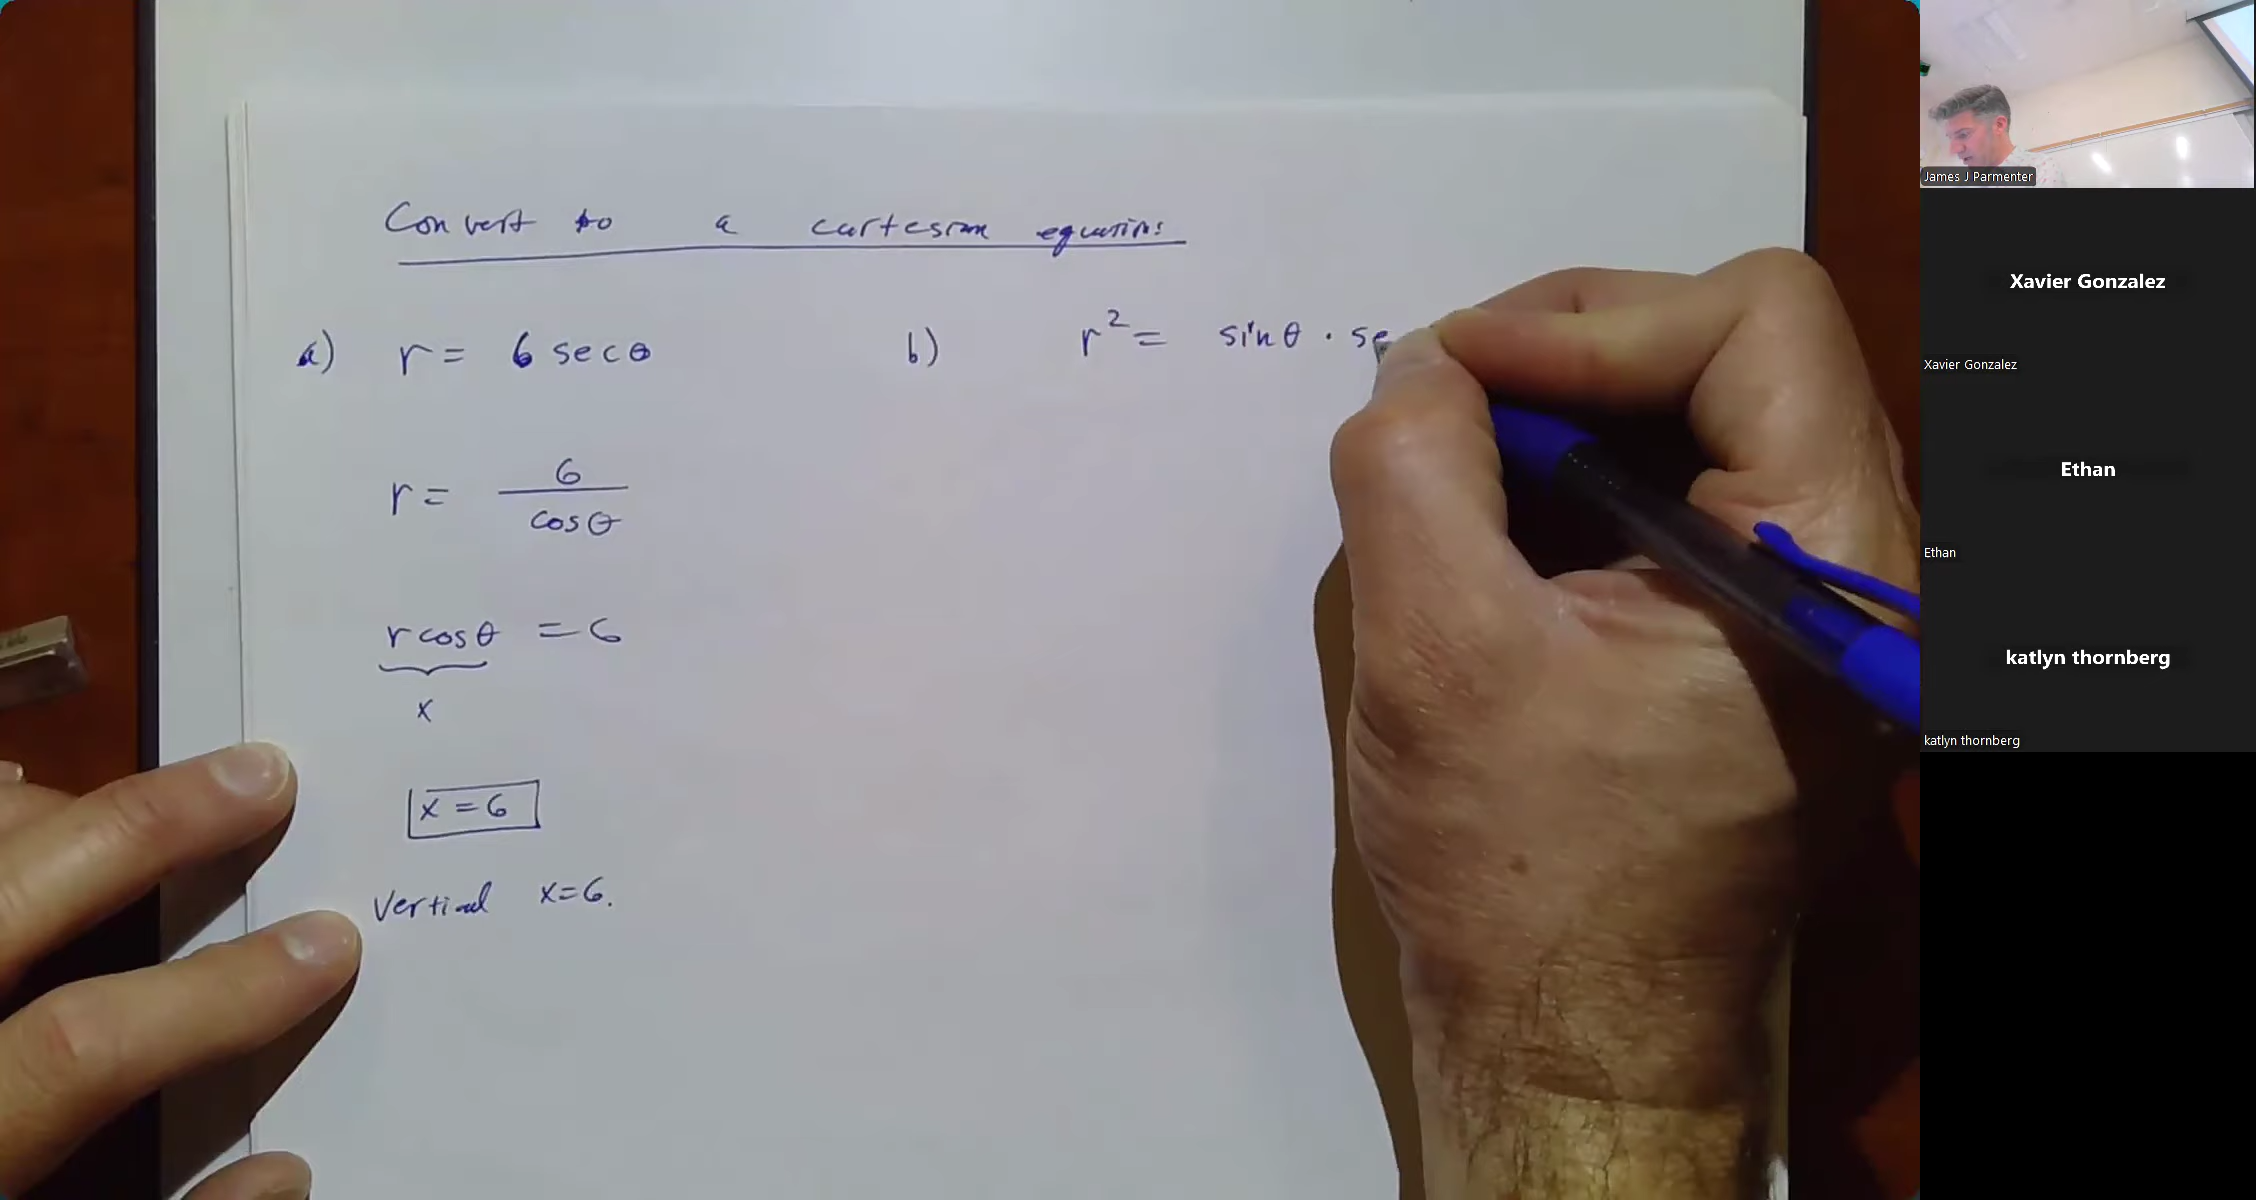 Convert to a cartesian equation:
a) r = 6 secθ
b) r² = sinθ · se
r = 6 / cosθ
r cosθ = 6
x
x = 6
Vertical x=6.
James J Parmenter
Xavier Gonzalez
Xavier Gonzalez
Ethan
Ethan
katlyn thornberg
katlyn thornberg